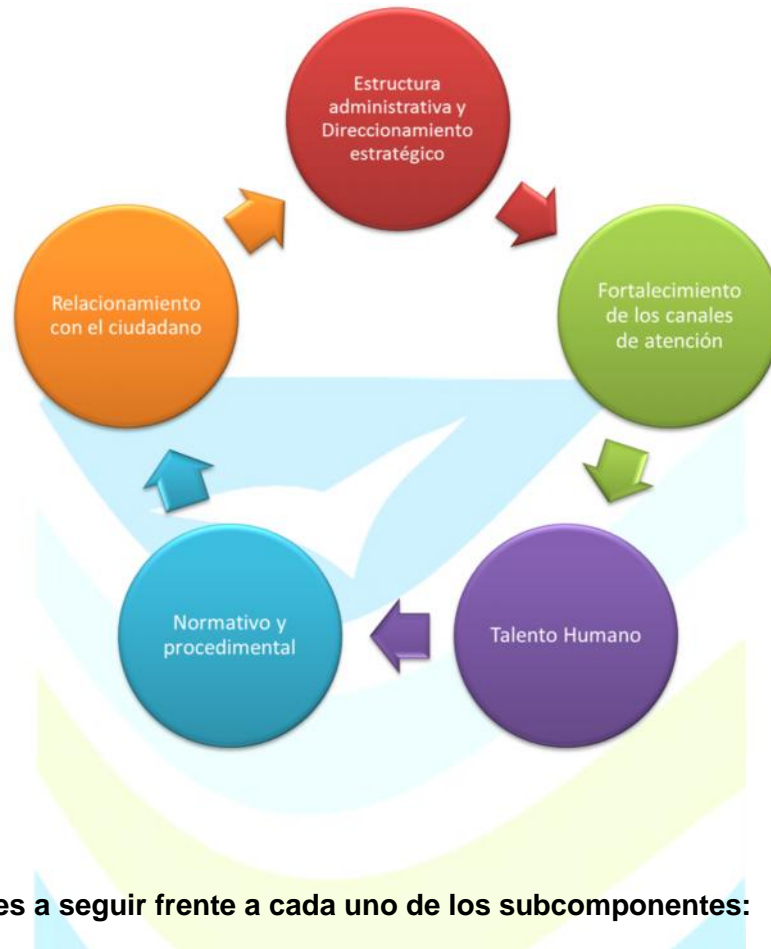 Estructura
administrativa y
Direccionamiento
estratégico
Fortalecimiento
de los canales
de atención
Talento Humano
Normativo y
procedimental
Relacionamiento
con el ciudadano
es a seguir frente a cada uno de los subcomponentes: